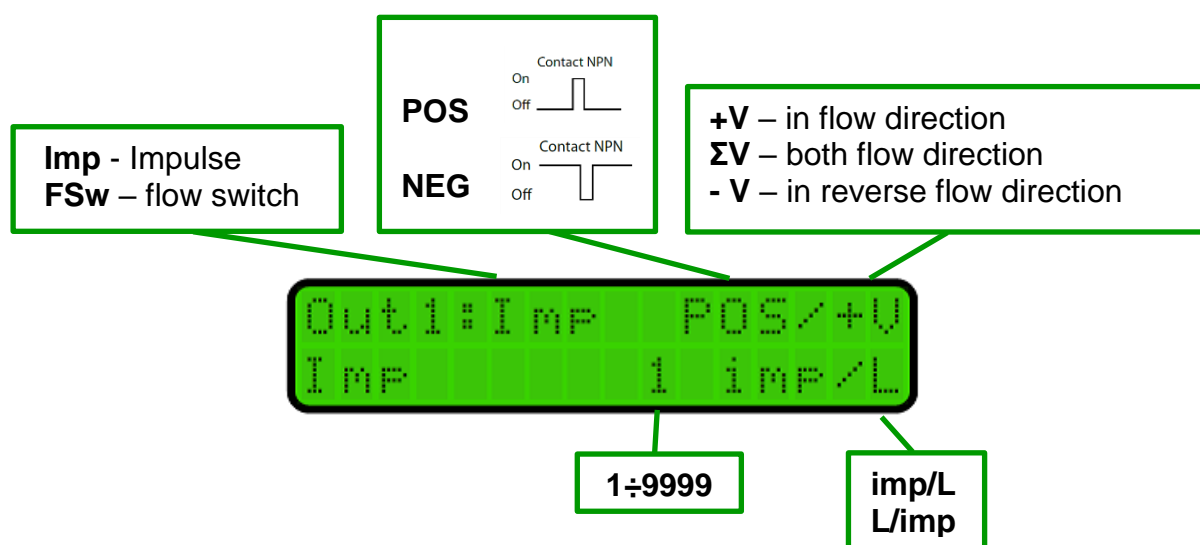 Contact NPN
On
Off
POS
Contact NPN
On
Off
NEG
Imp - Impulse
FSw – flow switch
+V – in flow direction
ΣV – both flow direction
- V – in reverse flow direction
Out1:Imp POS/+V
Imp 1 imp/L
1÷9999
imp/L
L/imp